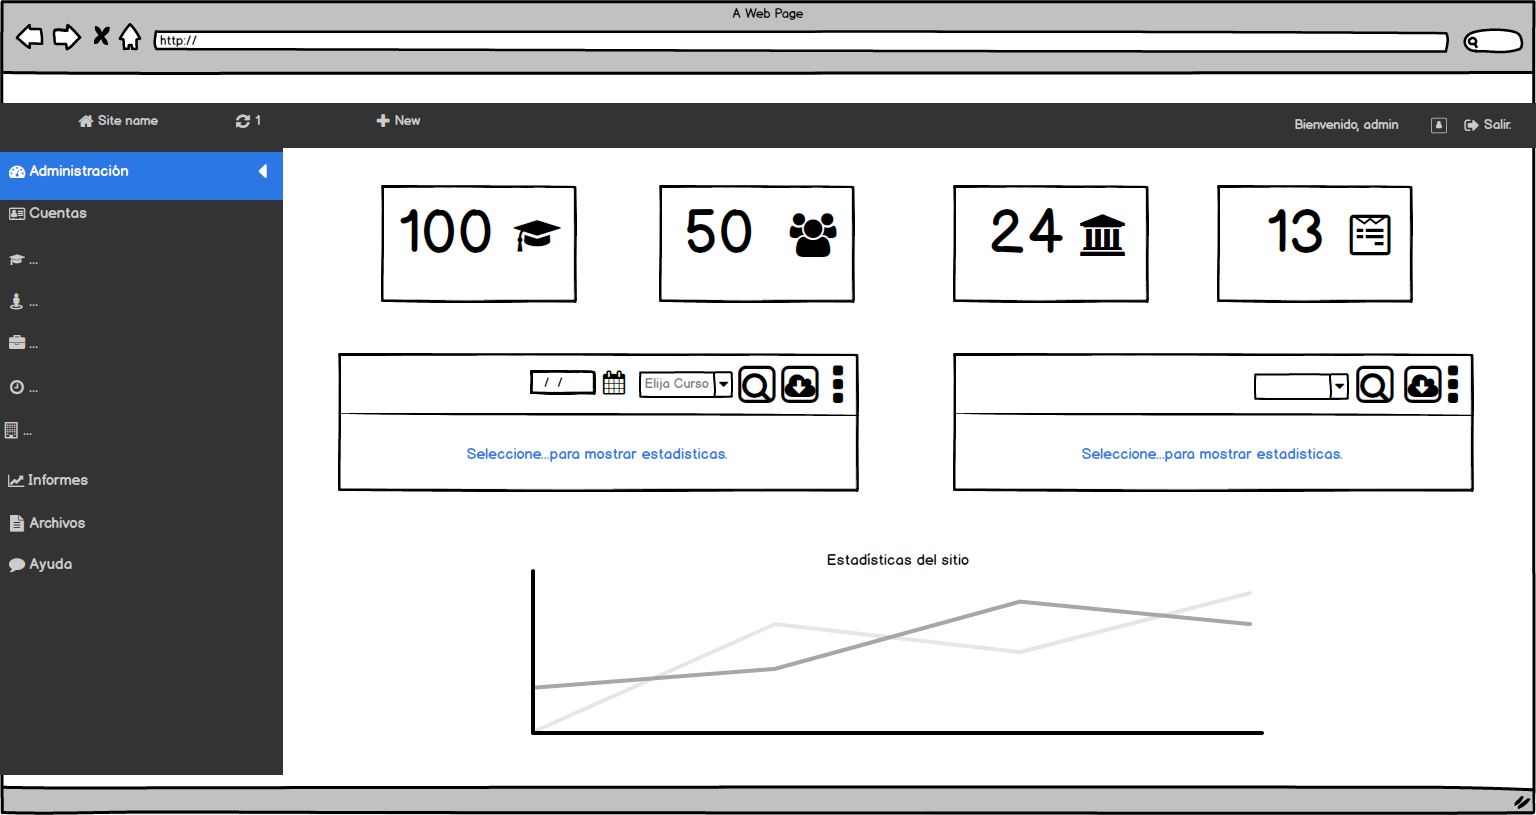 A Web Page
http://
Site name
1
New
Bienvenido, admin
Salir.
Administración
Cuentas
...
...
...
...
...
Informes
Archivos
Ayuda
100
50
24
13
/ /
Elija Curso
Seleccione...para mostrar estadisticas.
Seleccione...para mostrar estadisticas.
Estadísticas del sitio